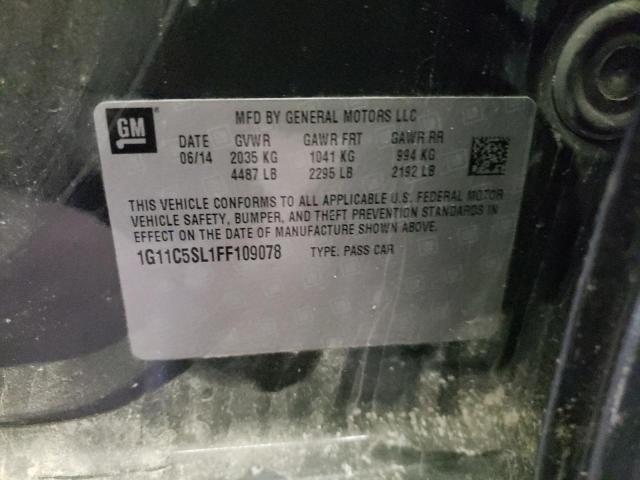 GM
MFD BY GENERAL MOTORS LLC
DATE GVWR GAWR FRT GAWR RR
06/14 2035 KG 1041 KG 994 KG
4487 LB 2295 LB 2192 LB
THIS VEHICLE CONFORMS TO ALL APPLICABLE U.S. FEDERAL MOTOR
VEHICLE SAFETY, BUMPER, AND THEFT PREVENTION STANDARDS IN
EFFECT ON THE DATE OF MANUFACTURE SHOWN ABOVE.
1G11C5SL1FF109078 TYPE: PASS CAR